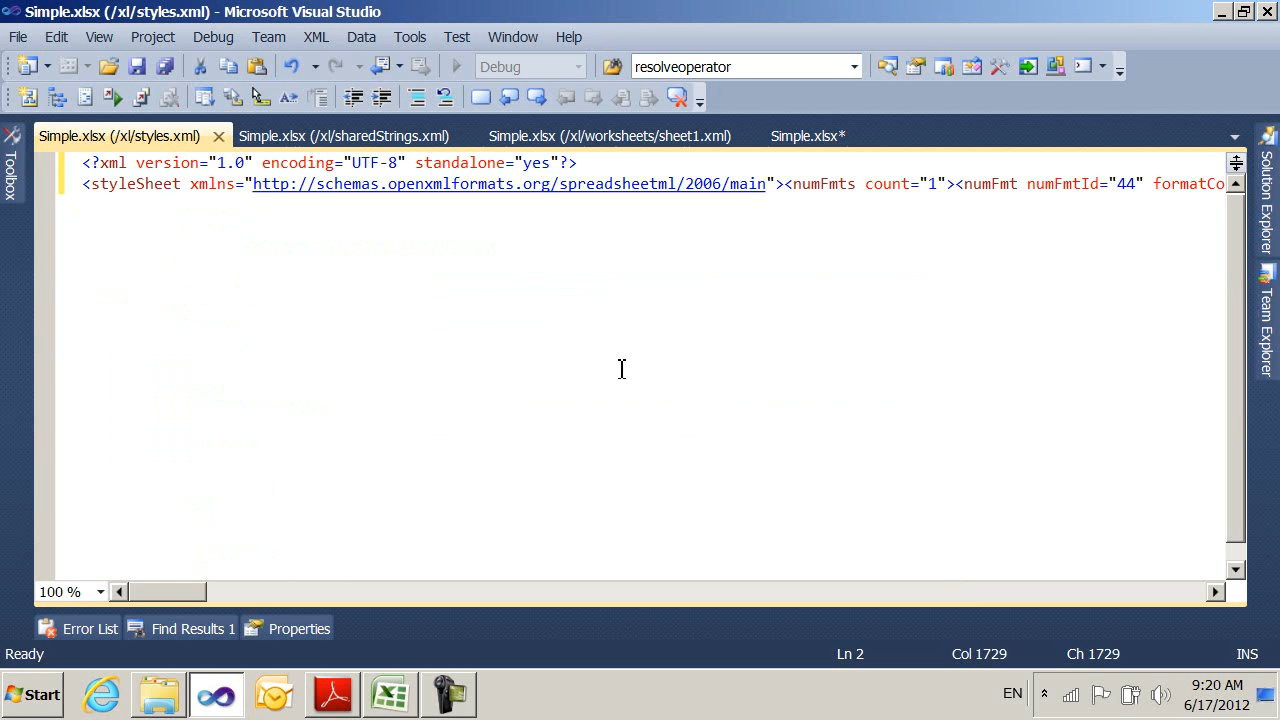 Simple.xlsx (/xl/styles.xml) - Microsoft Visual Studio
File Edit View Project Debug Team XML Data Tools Test Window Help
Debug resolveoperator
Simple.xlsx (/xl/styles.xml) Simple.xlsx (/xl/sharedStrings.xml) Simple.xlsx (/xl/worksheets/sheet1.xml) Simple.xlsx*
Toolbox
<?xml version="1.0" encoding="UTF-8" standalone="yes"?>
<styleSheet xmlns="http://schemas.openxmlformats.org/spreadsheetml/2006/main"><numFmts count="1"><numFmt numFmtId="44" formatCo
Solution Explorer
Team Explorer
100 %
Error List Find Results 1 Properties
Ready Ln 2 Col 1729 Ch 1729 INS
Start EN 9:20 AM
6/17/2012